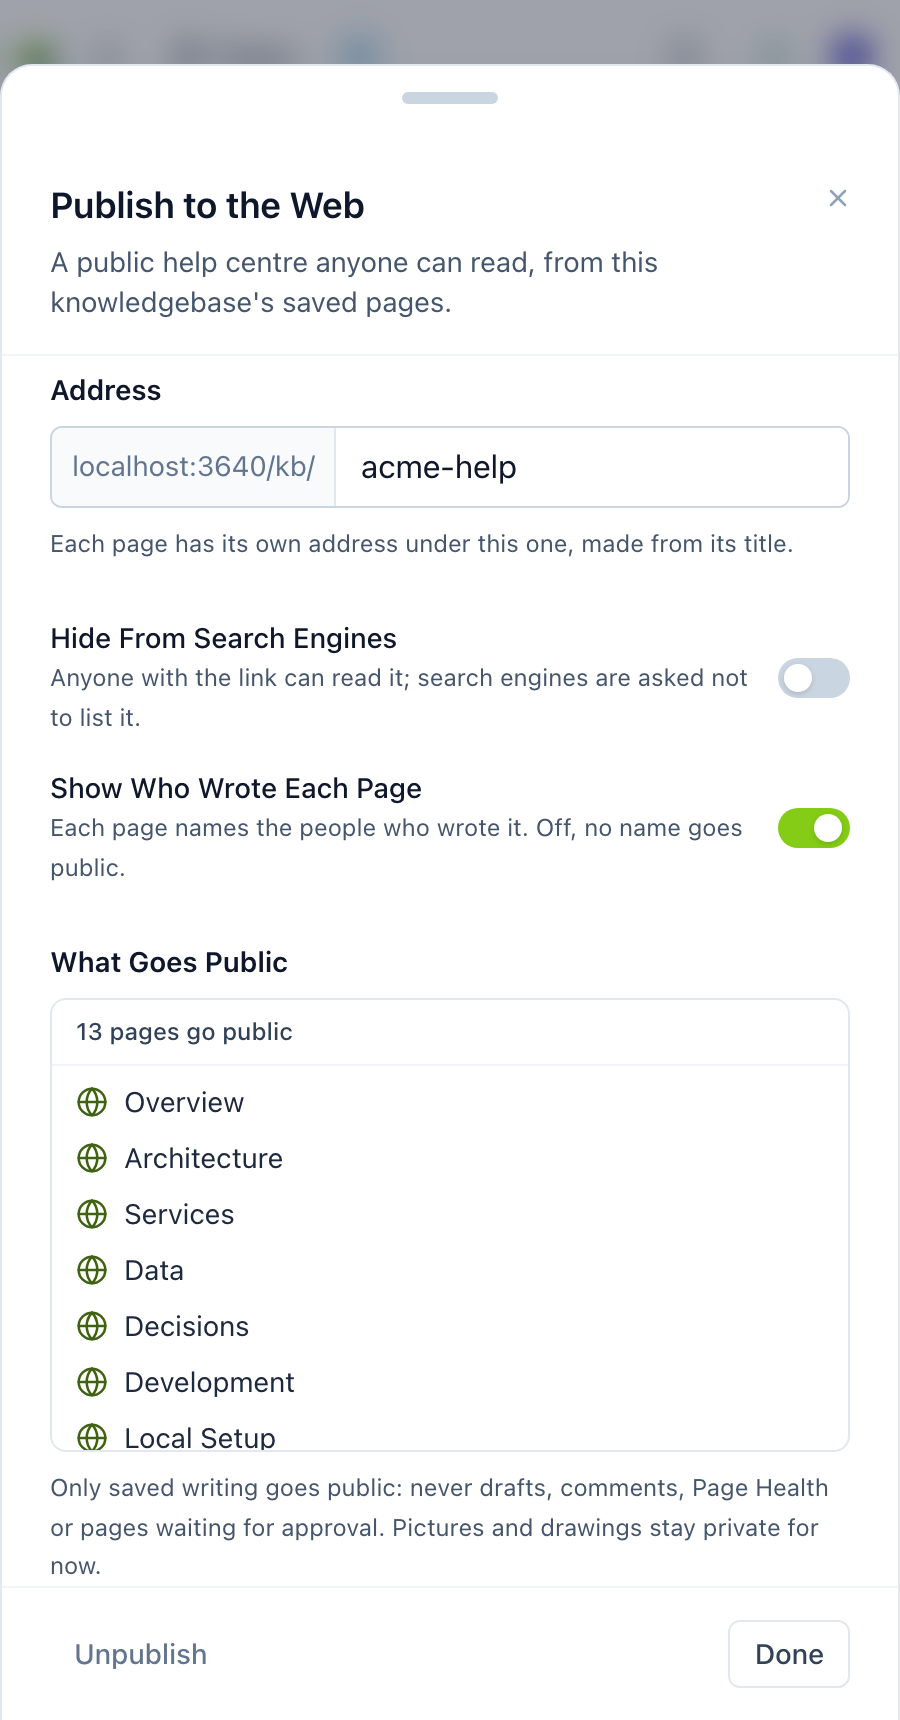 Publish to the Web
A public help centre anyone can read, from this
knowledgebase's saved pages.
Address
localhost:3640/kb/ acme-help
Each page has its own address under this one, made from its title.
Hide From Search Engines
Anyone with the link can read it; search engines are asked not
to list it.
Show Who Wrote Each Page
Each page names the people who wrote it. Off, no name goes
public.
What Goes Public
13 pages go public
Overview
Architecture
Services
Data
Decisions
Development
Local Setup
Only saved writing goes public: never drafts, comments, Page Health
or pages waiting for approval. Pictures and drawings stay private for
now.
Unpublish
Done